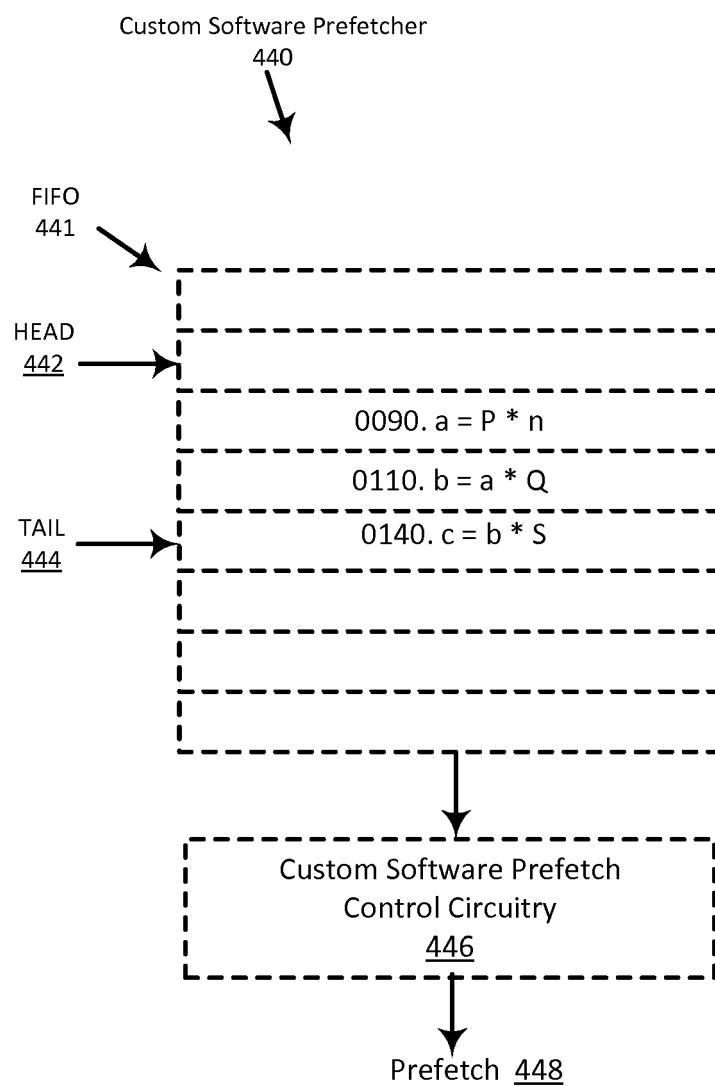 Custom Software Prefetcher
440
FIFO
441
HEAD
442
0090. a = P * n
0110. b = a * Q
TAIL
444
0140. c = b * S
Custom Software Prefetch
Control Circuitry
446
Prefetch 448